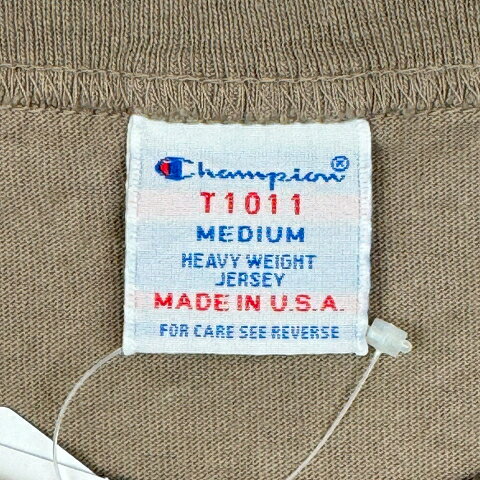 Champion®
T1011
MEDIUM
HEAVY WEIGHT
JERSEY
MADE IN U.S.A.
FOR CARE SEE REVERSE